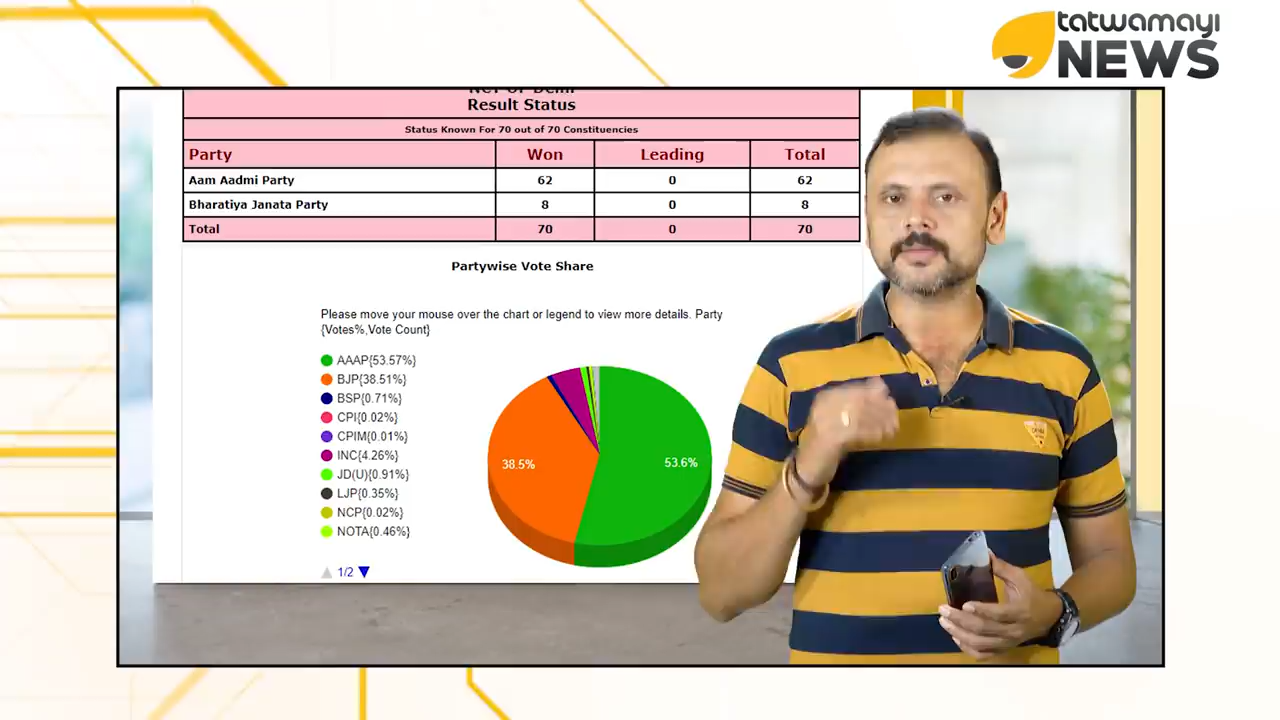 tatwamayi
NEWS
NCT OF Delhi
Result Status
Status Known For 70 out of 70 Constituencies
Party Won Leading Total
Aam Aadmi Party 62 0 62
Bharatiya Janata Party 8 0 8
Total 70 0 70
Partywise Vote Share
Please move your mouse over the chart or legend to view more details. Party
{Votes%,Vote Count}
AAAP{53.57%}
BJP{38.51%}
BSP{0.71%}
CPI{0.02%}
CPIM{0.01%}
INC{4.26%}
JD(U){0.91%}
LJP{0.35%}
NCP{0.02%}
NOTA{0.46%}
1/2
38.5%
53.6%